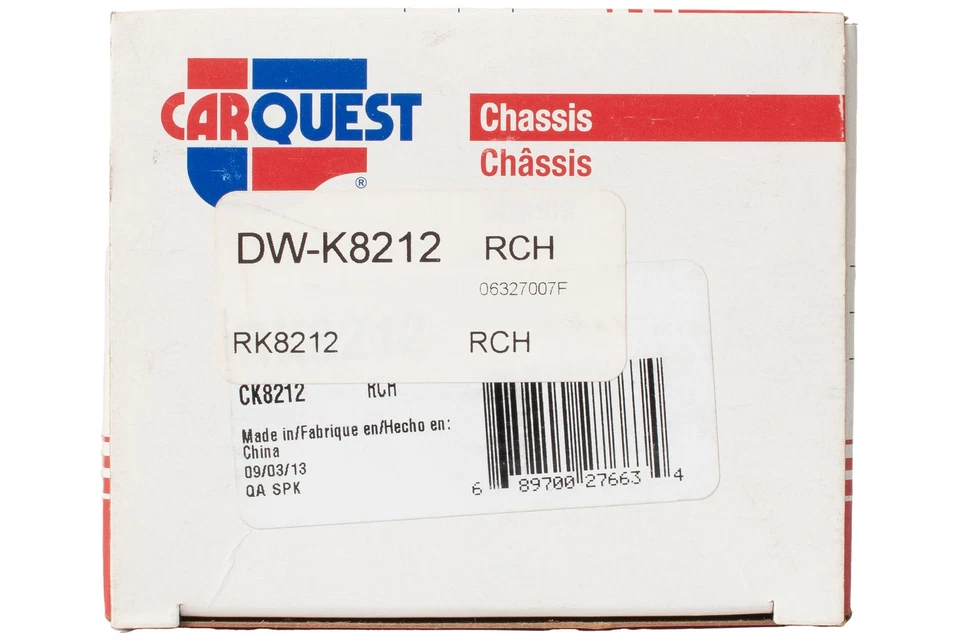 CARQUEST
®
Chassis
Châssis
DW-K8212 RCH
06327007F
RK8212 RCH
CK8212 RCH
Made in/Fabrique en/Hecho en:
China
09/03/13
QA SPK
6 89700 27663 4